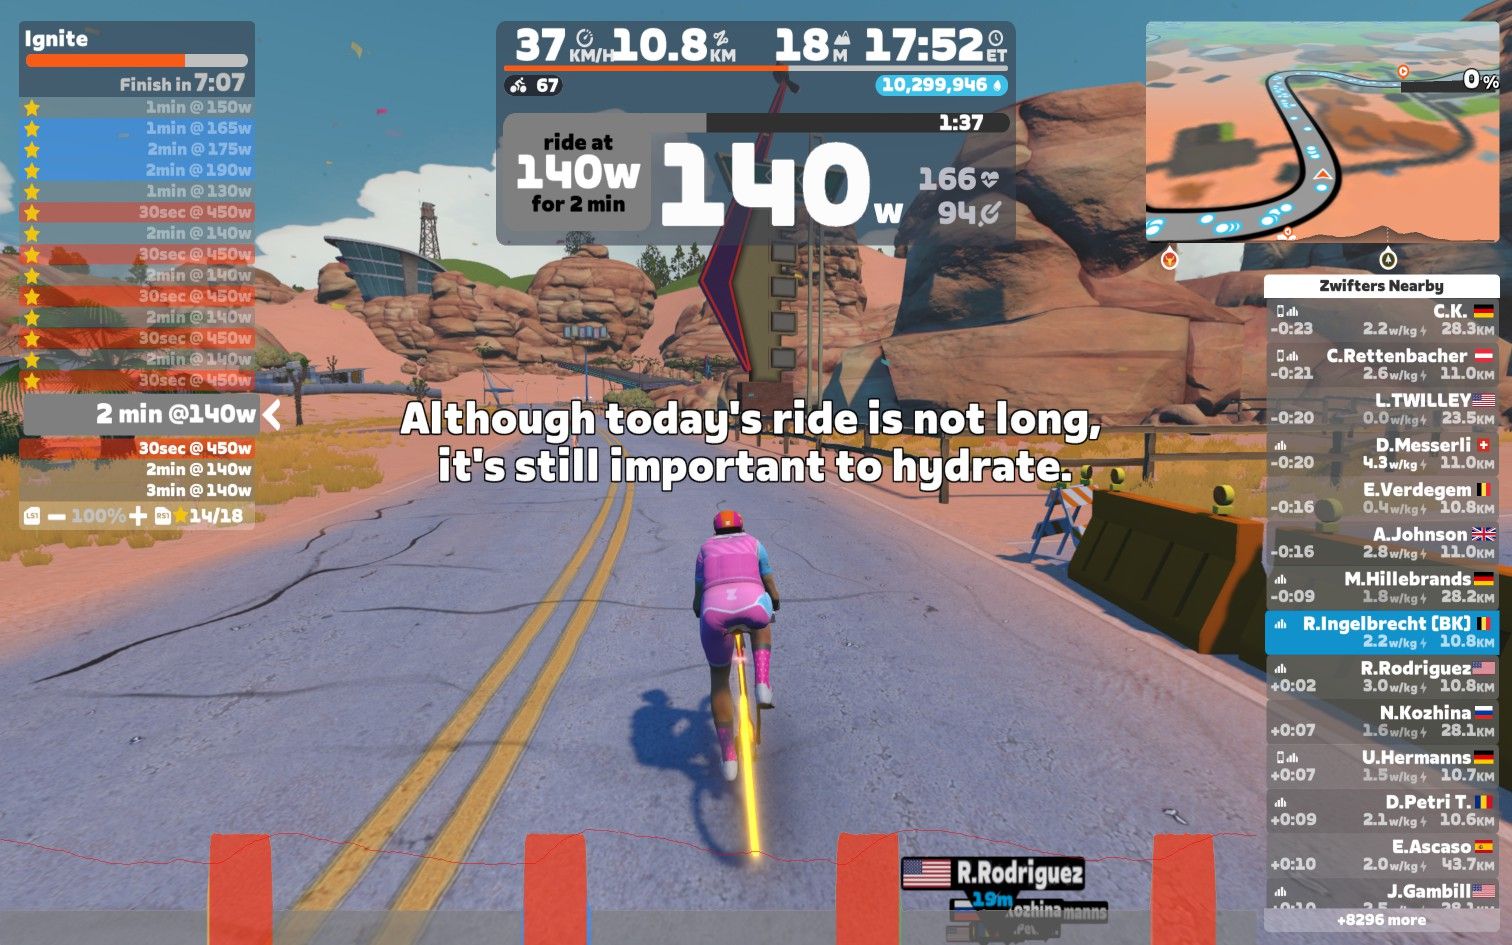 Ignite
Finish in 7:07
1min @ 150w
1min @ 165w
2min @ 175w
2min @ 190w
1min @ 130w
30sec @ 450w
2min @ 140w
30sec @ 450w
2min @ 140w
30sec @ 450w
2min @ 140w
30sec @ 450w
2min @ 140w
30sec @ 450w
2 min @140w
30sec @ 450w
2min @ 140w
3min @ 140w
LS1 100% RS1 14/18
37 KM/H 10.8 KM 18 M 17:52 ET
67 10,299,946
1:37
ride at
140w
for 2 min
140 w
166
94
Although today's ride is not long,
it's still important to hydrate.
0%
Zwifters Nearby
C.K.
-0:23 2.2w/kg 28.3KM
C.Rettenbacher
-0:21 2.6w/kg 11.0KM
L.TWILLEY
-0:20 0.0w/kg 23.5KM
D.Messerli
-0:20 4.3w/kg 11.0KM
E.Verdegem
-0:16 0.4w/kg 10.8KM
A.Johnson
-0:16 2.8w/kg 11.0KM
M.Hillebrands
-0:09 1.8w/kg 28.2KM
R.Ingelbrecht (BK)
2.2w/kg 10.8KM
R.Rodriguez
+0:02 3.0w/kg 10.8KM
N.Kozhina
+0:07 1.6w/kg 28.1KM
U.Hermanns
+0:07 1.5w/kg 10.7KM
D.Petri T.
+0:09 2.1w/kg 10.6KM
E.Ascaso
+0:10 2.0w/kg 43.7KM
J.Gambill
+8296 more
R.Rodriguez
19m